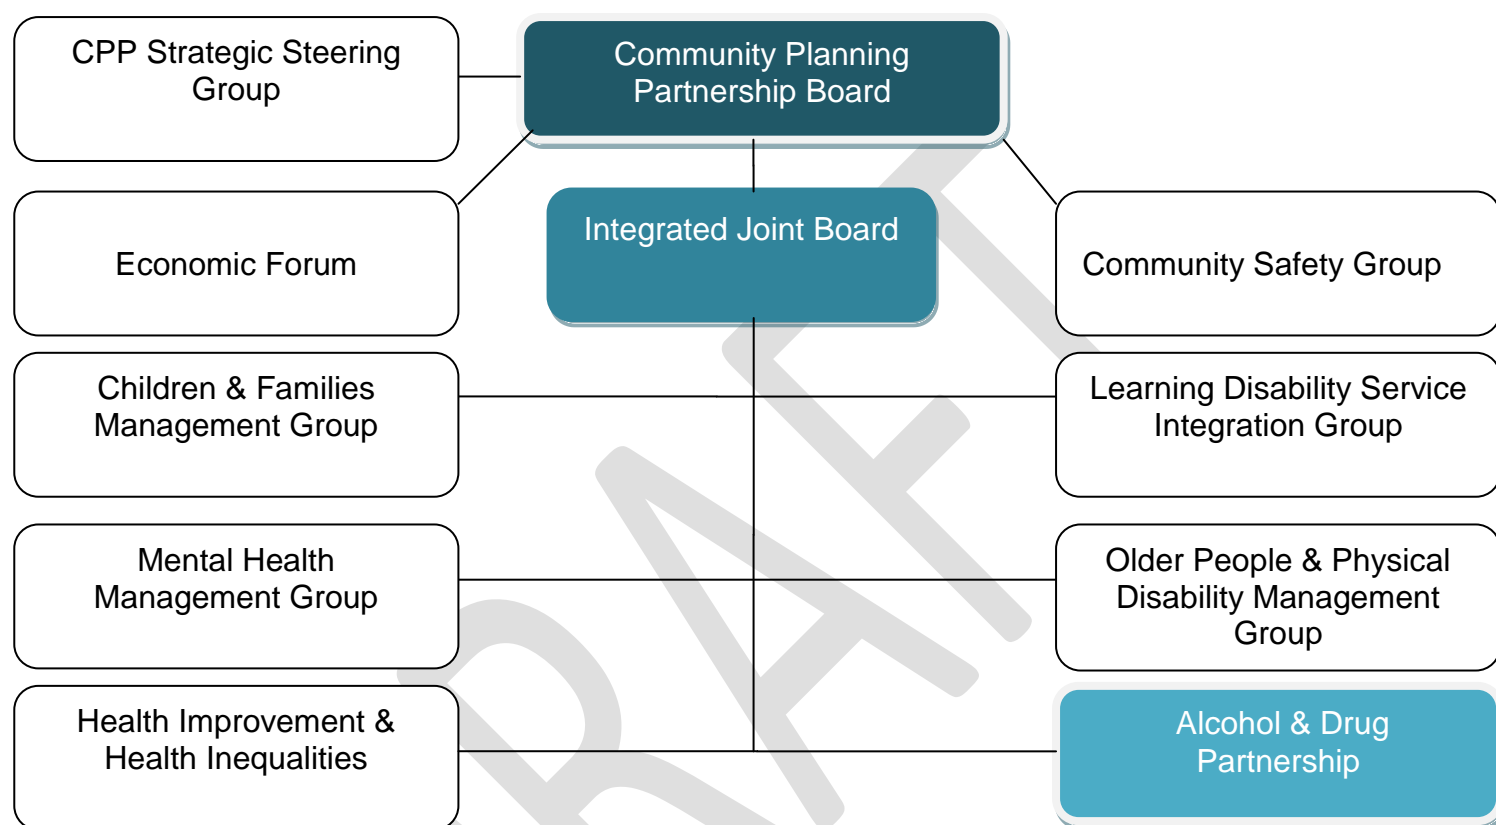 CPP Strategic Steering
Group
Community Planning
Partnership Board
Economic Forum
Integrated Joint Board
Community Safety Group
Children & Families
Management Group
Learning Disability Service
Integration Group
Mental Health
Management Group
Older People & Physical
Disability Management
Group
Health Improvement &
Health Inequalities
Alcohol & Drug
Partnership
RAFT